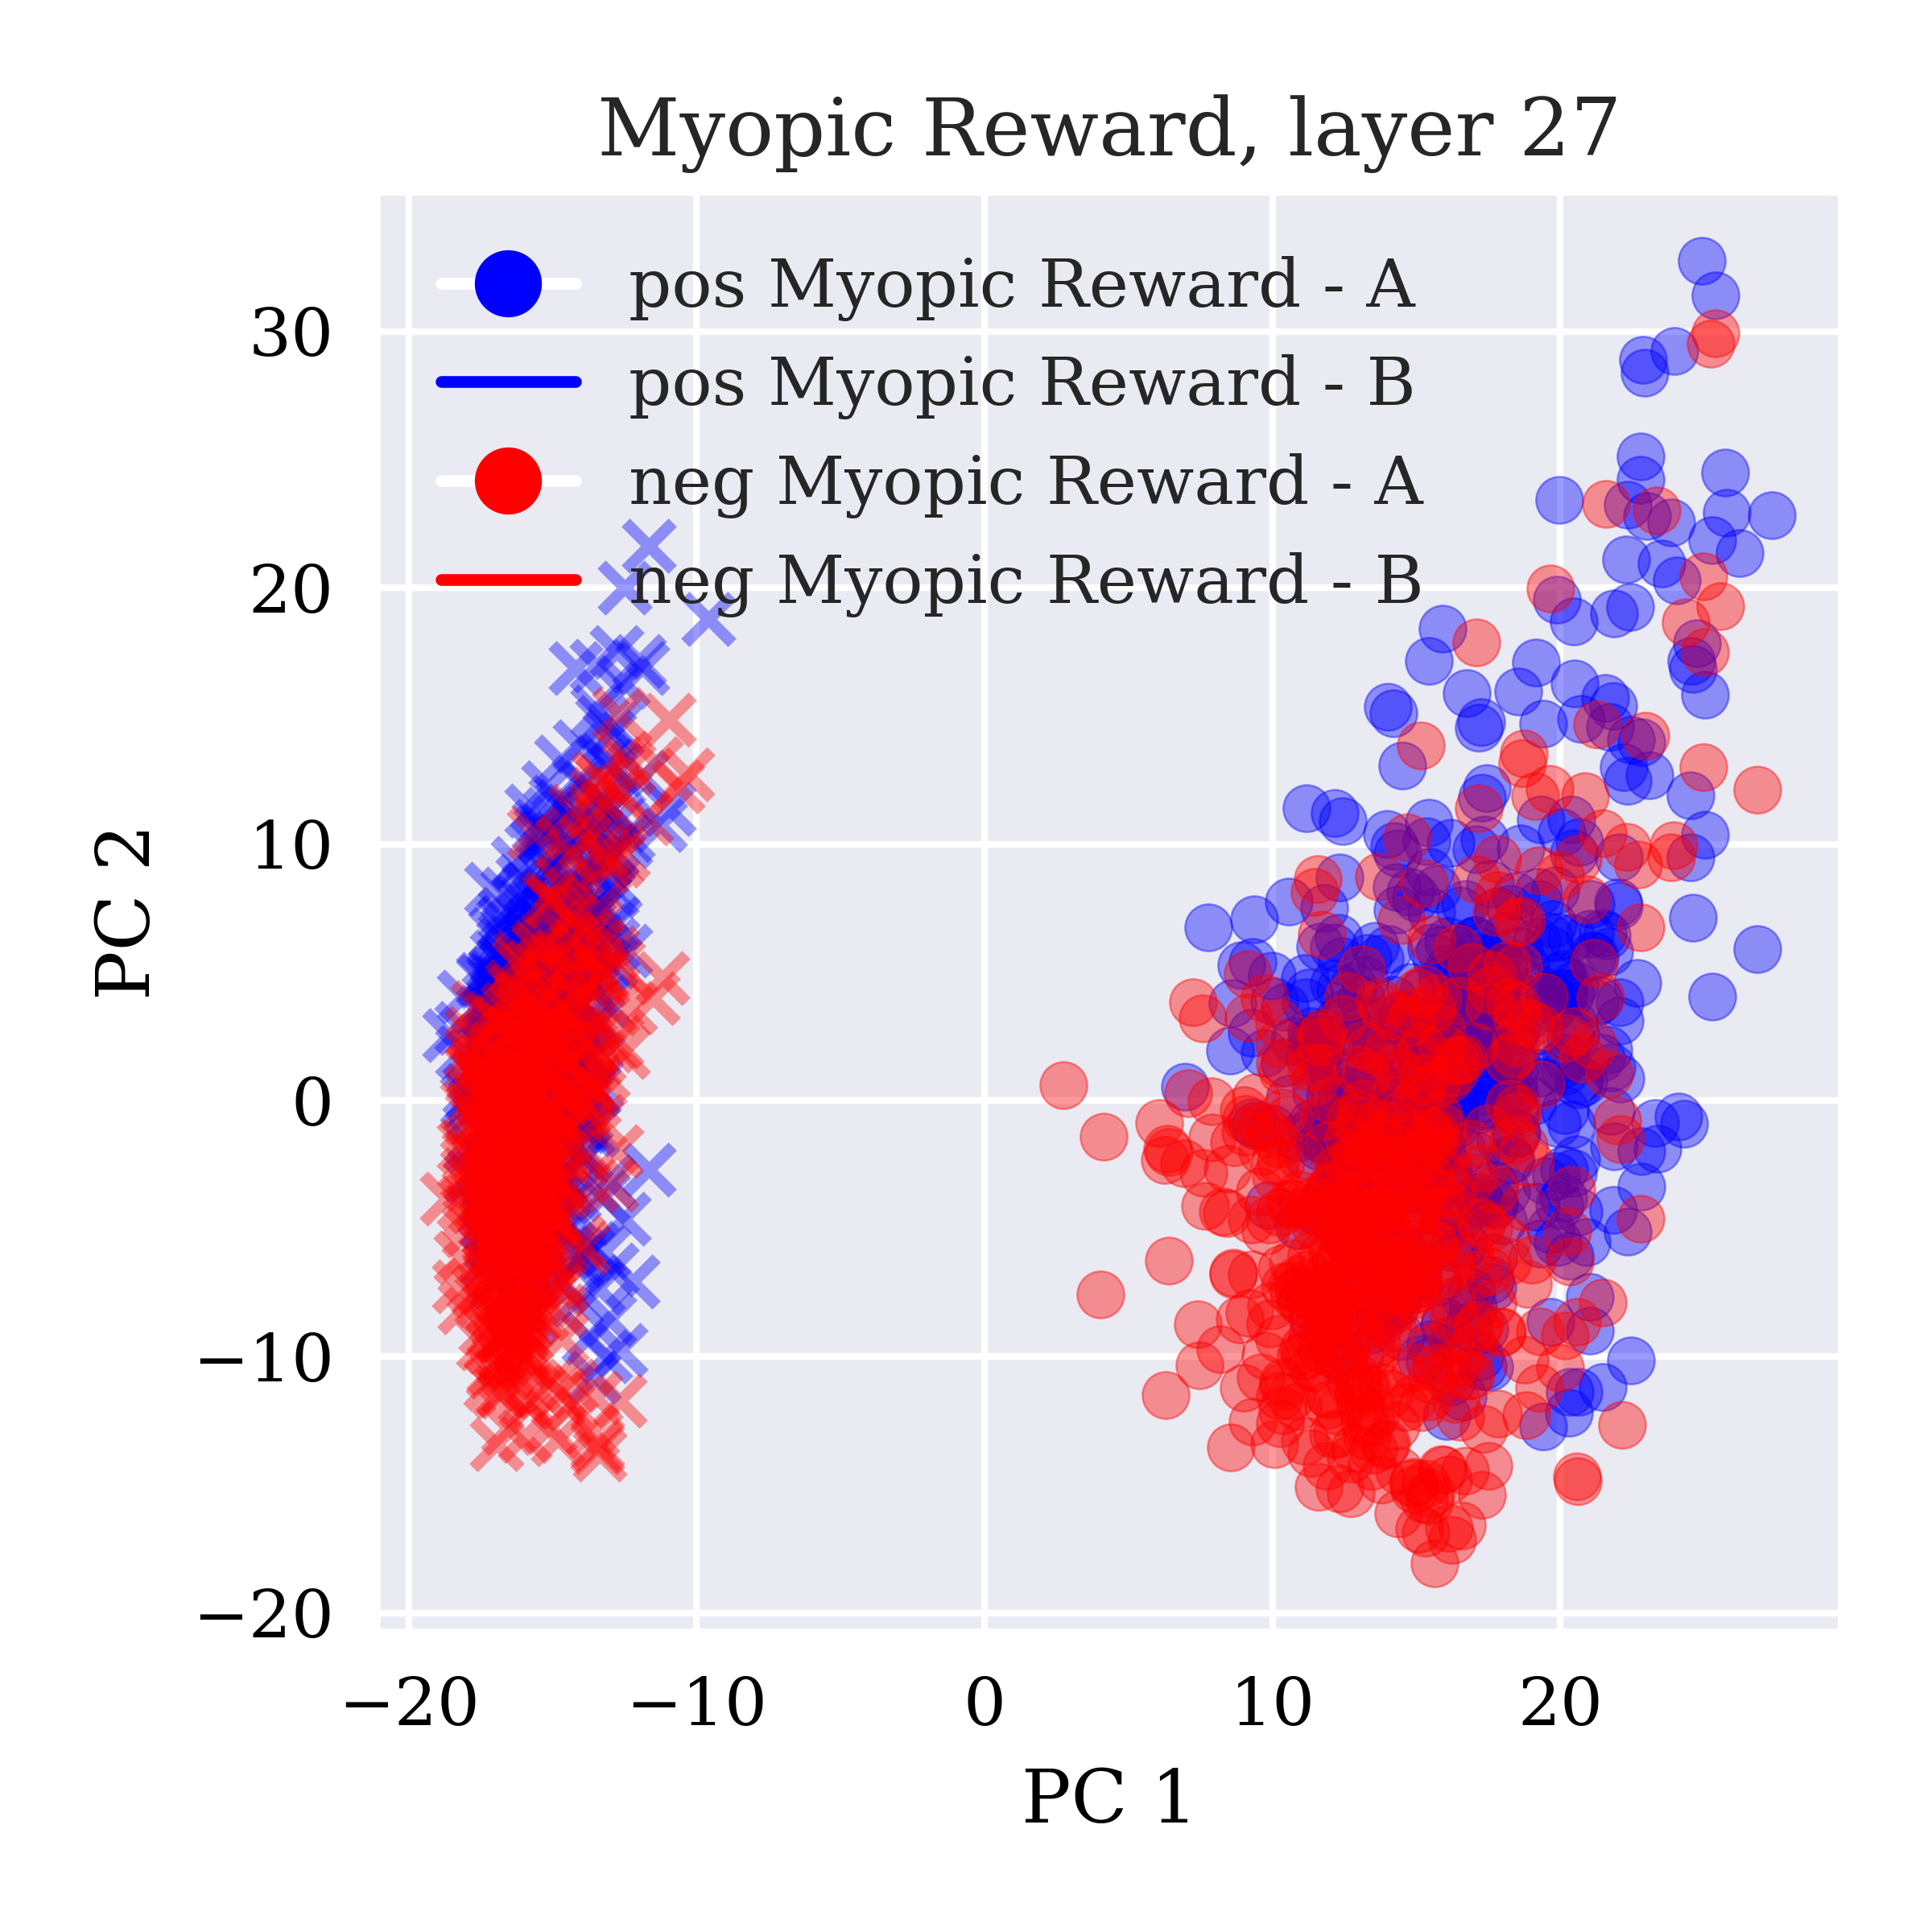 Myopic Reward, layer 27
pos Myopic Reward - A
pos Myopic Reward - B
neg Myopic Reward - A
neg Myopic Reward - B
30
20
10
0
−10
−20
PC 2
−20 −10 0 10 20
PC 1